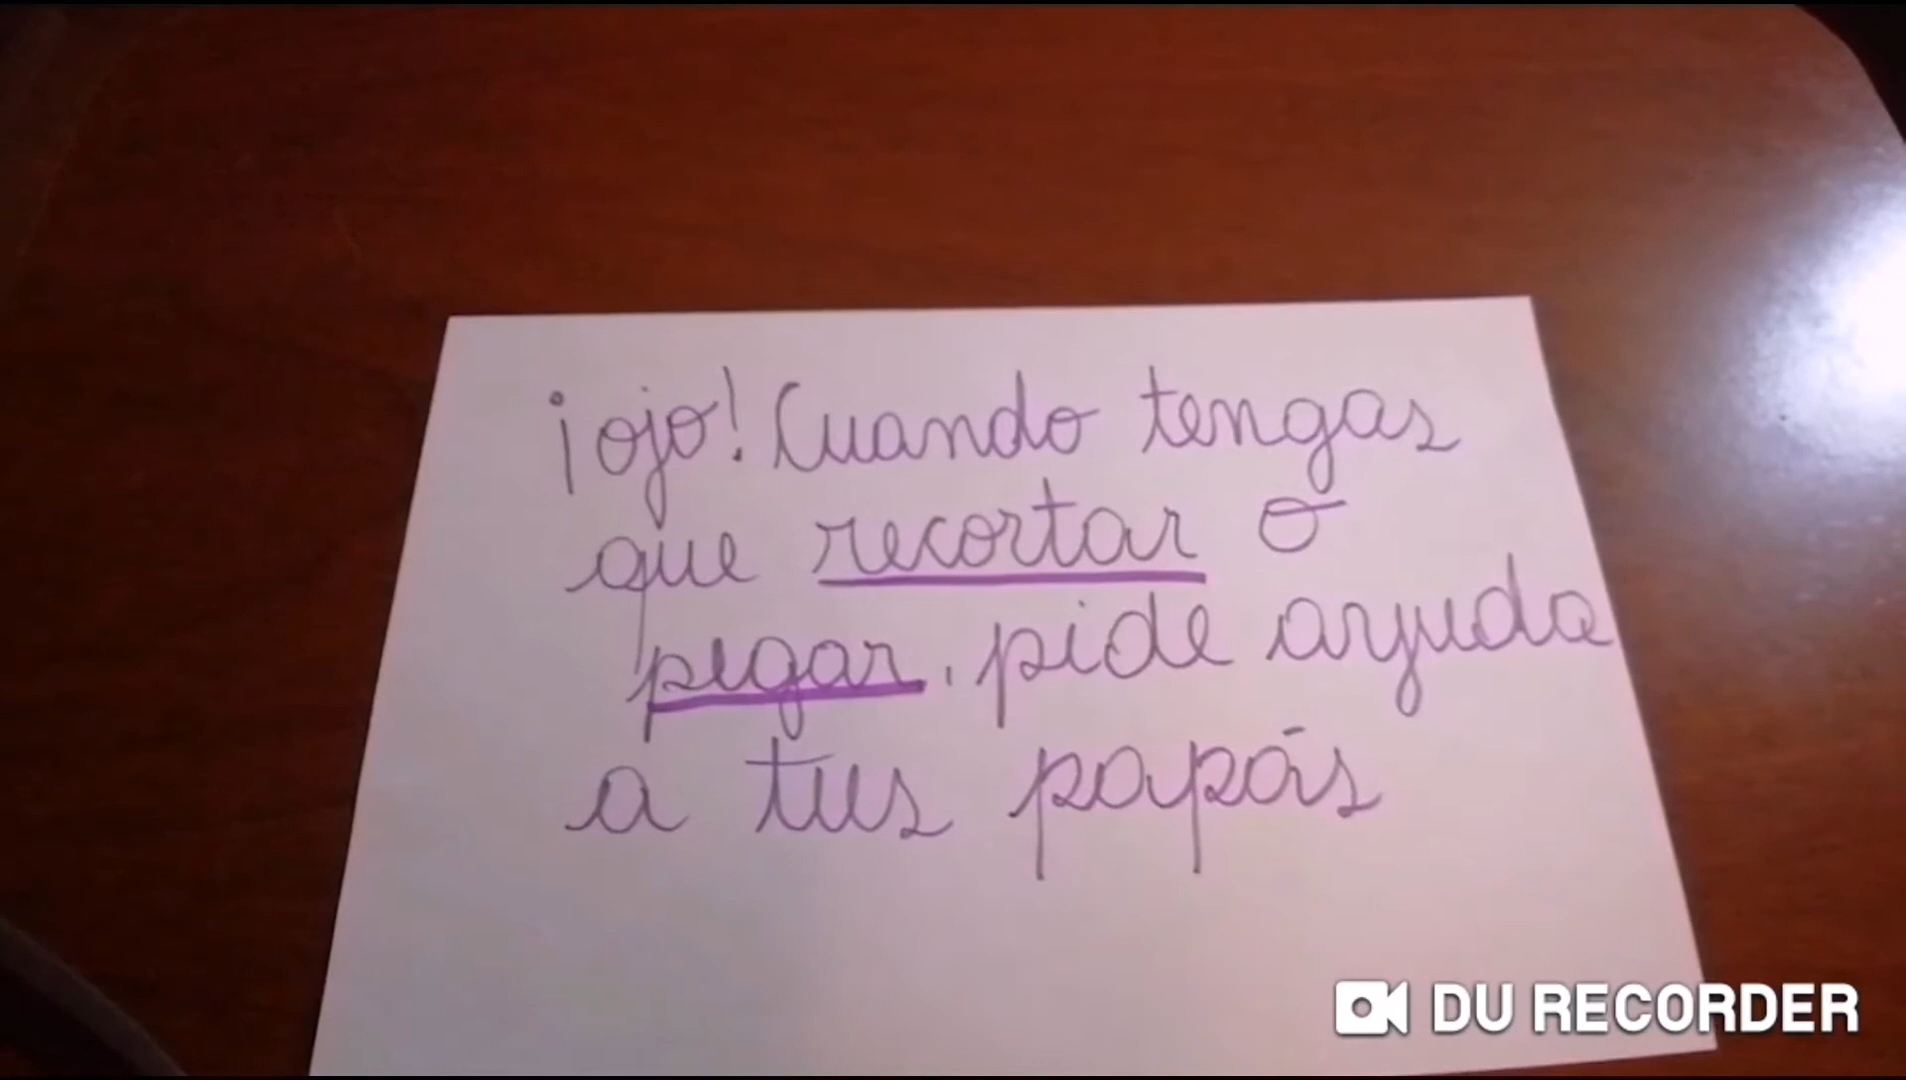 ¡ojo! Cuando tengas
que recortar o
pegar, pide ayuda
a tus papás
DU RECORDER